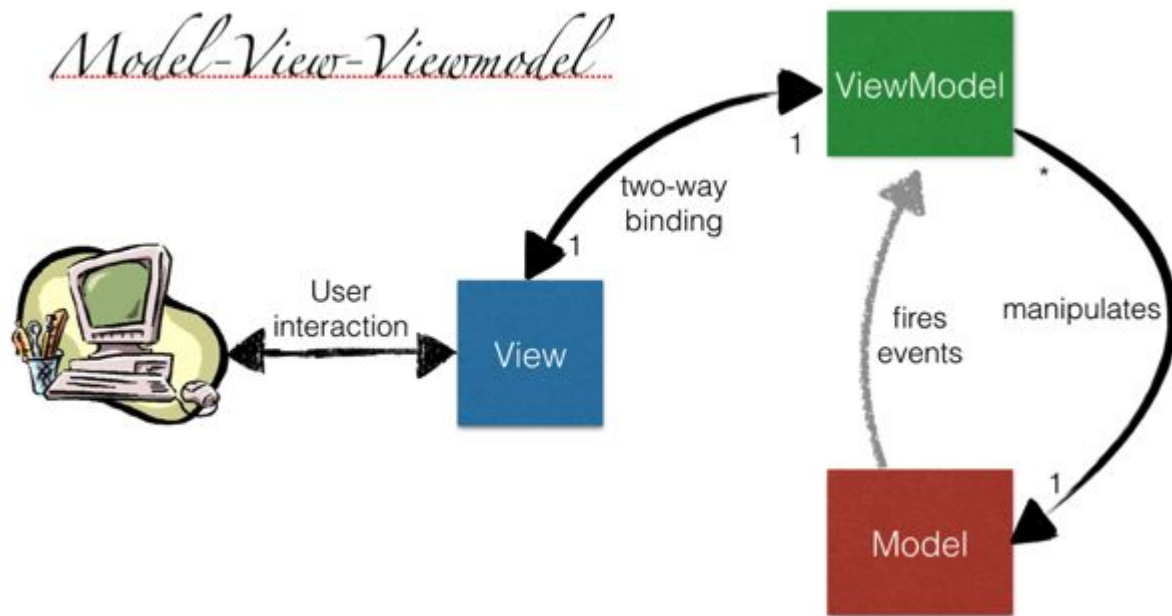 Model-View-Viewmodel
ViewModel
1
*
two-way
binding
1
User
interaction
View
fires
events
manipulates
1
Model